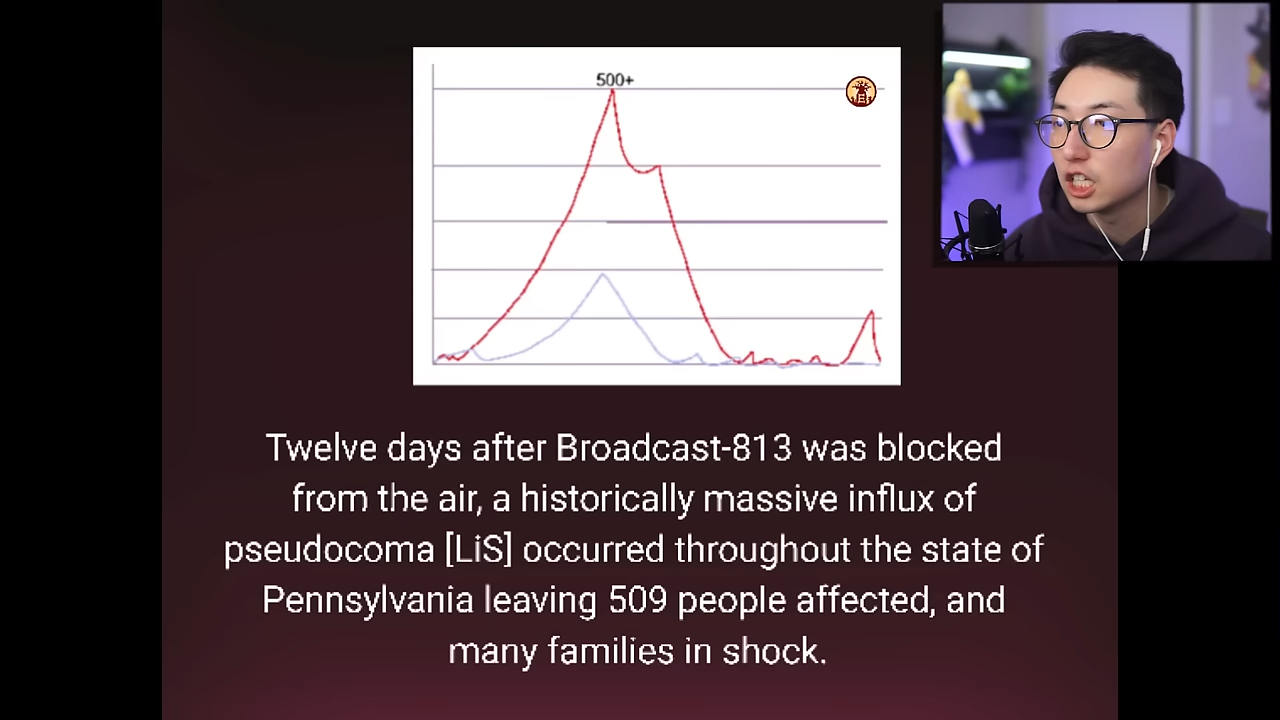 500+
E
Twelve days after Broadcast-813 was blocked
from the air, a historically massive influx of
pseudocoma [LiS] occurred throughout the state of
Pennsylvania leaving 509 people affected, and
many families in shock.